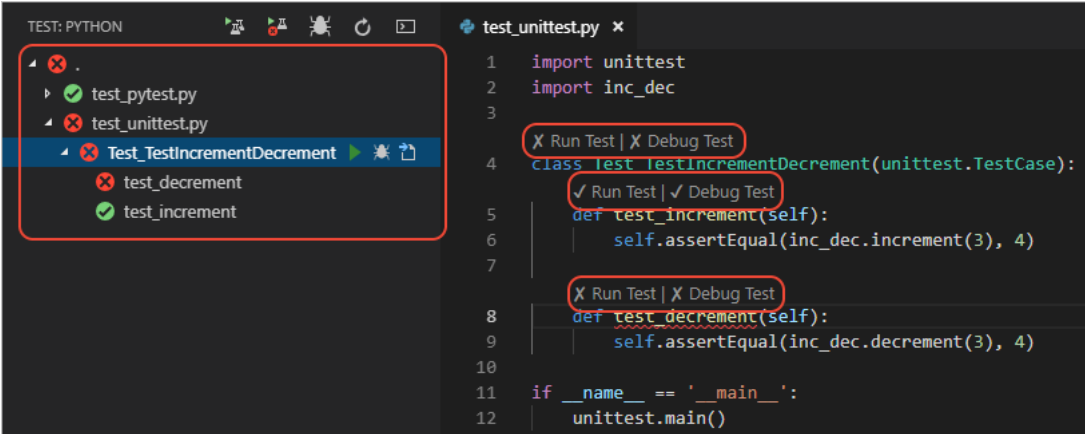 TEST: PYTHON
.
test_pytest.py
test_unittest.py
Test_TestIncrementDecrement
test_decrement
test_increment
test_unittest.py ×
1 import unittest
2 import inc_dec
3
✗ Run Test | ✗ Debug Test
4 class Test_TestIncrementDecrement(unittest.TestCase):
✓ Run Test | ✓ Debug Test
5 def test_increment(self):
6 self.assertEqual(inc_dec.increment(3), 4)
7
✗ Run Test | ✗ Debug Test
8 def test_decrement(self):
9 self.assertEqual(inc_dec.decrement(3), 4)
10
11 if __name__ == '__main__':
12 unittest.main()